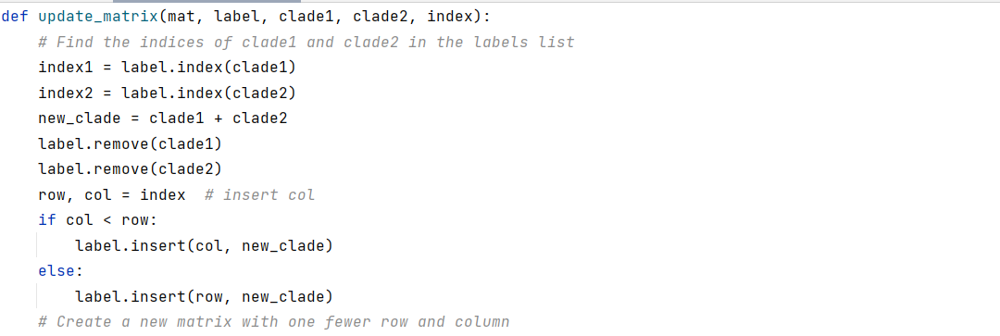 def update_matrix(mat, label, clade1, clade2, index):
    # Find the indices of clade1 and clade2 in the labels list
    index1 = label.index(clade1)
    index2 = label.index(clade2)
    new_clade = clade1 + clade2
    label.remove(clade1)
    label.remove(clade2)
    row, col = index  # insert col
    if col < row:
        label.insert(col, new_clade)
    else:
        label.insert(row, new_clade)
    # Create a new matrix with one fewer row and column